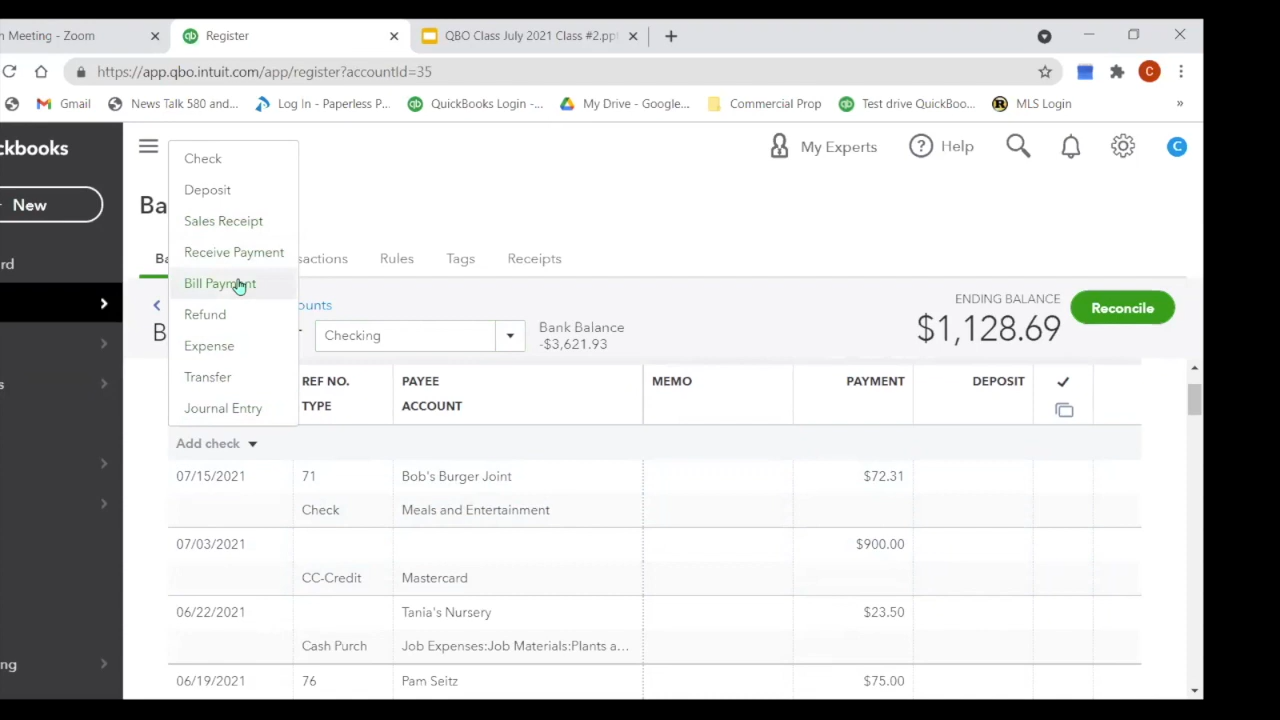 n Meeting - Zoom
Register
QBO Class July 2021 Class #2.ppt
https://app.qbo.intuit.com/app/register?accountId=35
C
Gmail
News Talk 580 and...
Log In - Paperless P...
QuickBooks Login -...
My Drive - Google...
Commercial Prop
Test drive QuickBoo...
MLS Login
ckbooks
My Experts
Help
C
New
rd
s
ng
Ba
Check
Deposit
Sales Receipt
Receive Payment
Bill Payment
Refund
Expense
Transfer
Journal Entry
Ba
sactions
Rules
Tags
Receipts
ounts
B
Checking
Bank Balance
-$3,621.93
ENDING BALANCE
$1,128.69
Reconcile
REF NO.
TYPE
PAYEE
ACCOUNT
MEMO
PAYMENT
DEPOSIT
Add check
07/15/2021 71 Bob's Burger Joint $72.31
Check Meals and Entertainment
07/03/2021 $900.00
CC-Credit Mastercard
06/22/2021 Tania's Nursery $23.50
Cash Purch Job Expenses:Job Materials:Plants a...
06/19/2021 76 Pam Seitz $75.00